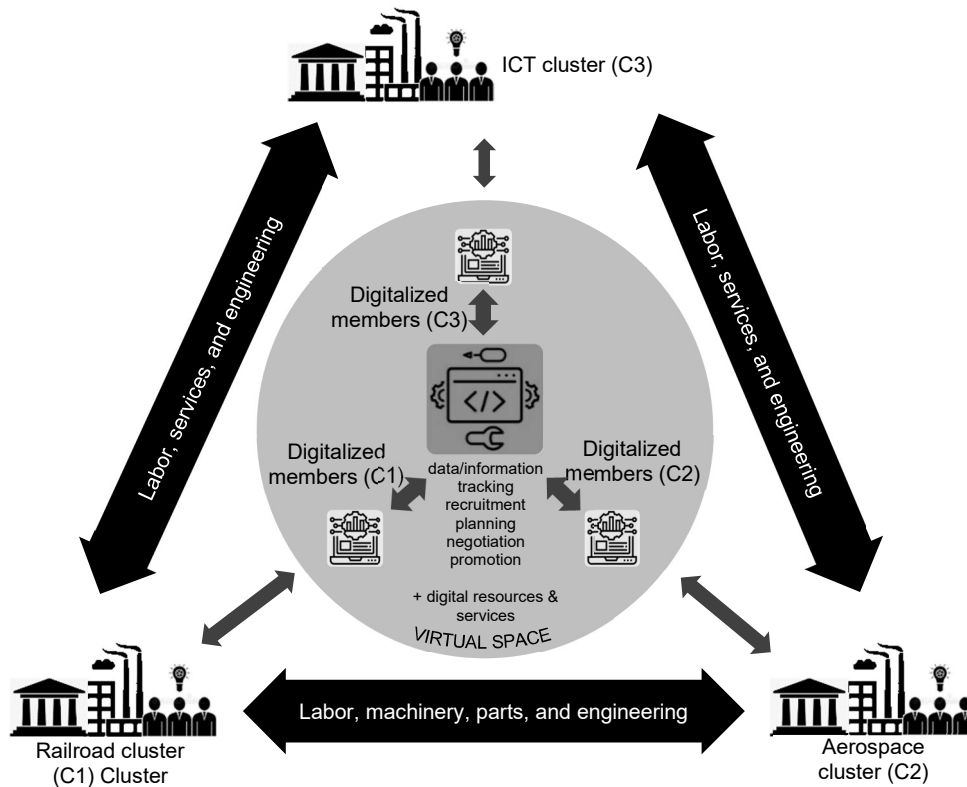 ICT cluster (C3)
Labor, services, and engineering
Labor, services, and engineering
Digitalized
members (C3)
</>
Digitalized
members (C1)
Digitalized
members (C2)
data/information
tracking
recruitment
planning
negotiation
promotion
+ digital resources &
services
VIRTUAL SPACE
Labor, machinery, parts, and engineering
Railroad cluster
(C1) Cluster
Aerospace
cluster (C2)